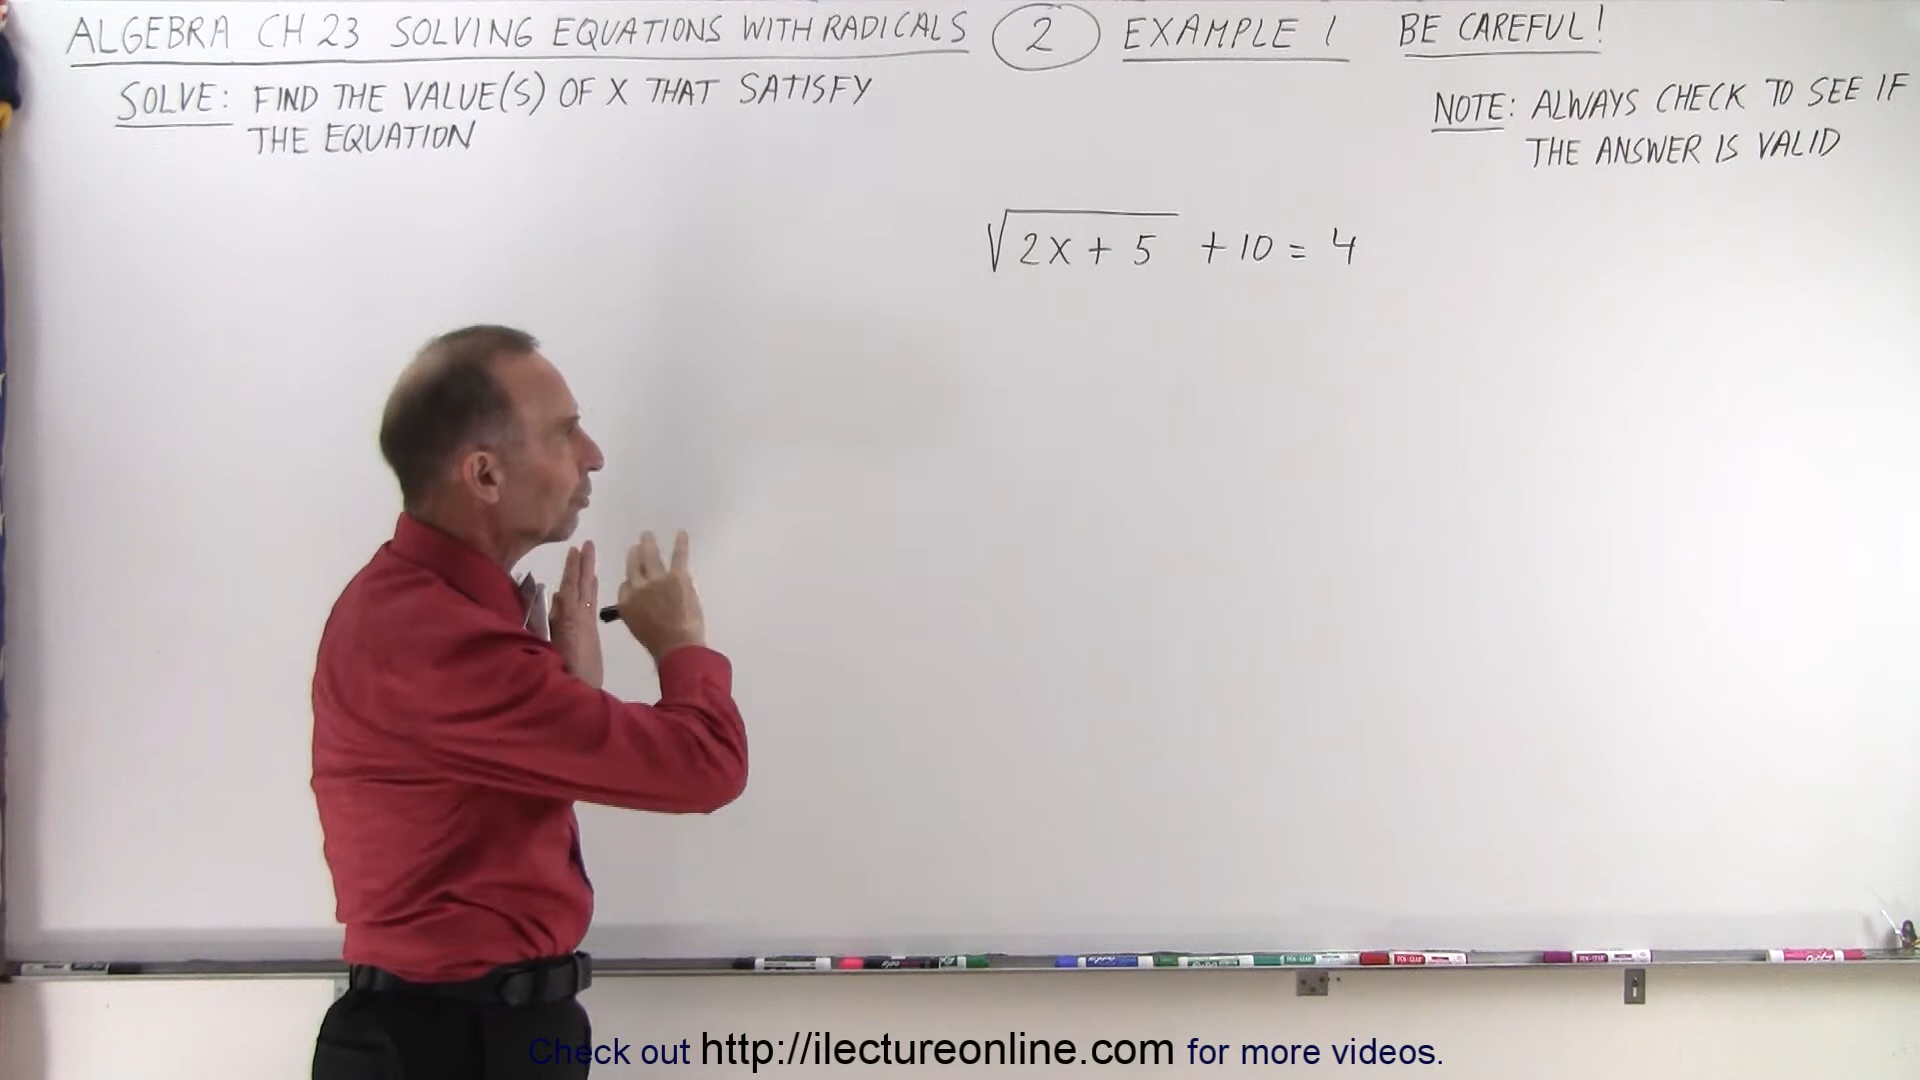 ALGEBRA CH 23 SOLVING EQUATIONS WITH RADICALS 2 EXAMPLE 1 BE CAREFUL!
SOLVE: FIND THE VALUE(S) OF X THAT SATISFY
THE EQUATION
NOTE: ALWAYS CHECK TO SEE IF
THE ANSWER IS VALID
√2X + 5 + 10 = 4
Check out http://ilectureonline.com for more videos.